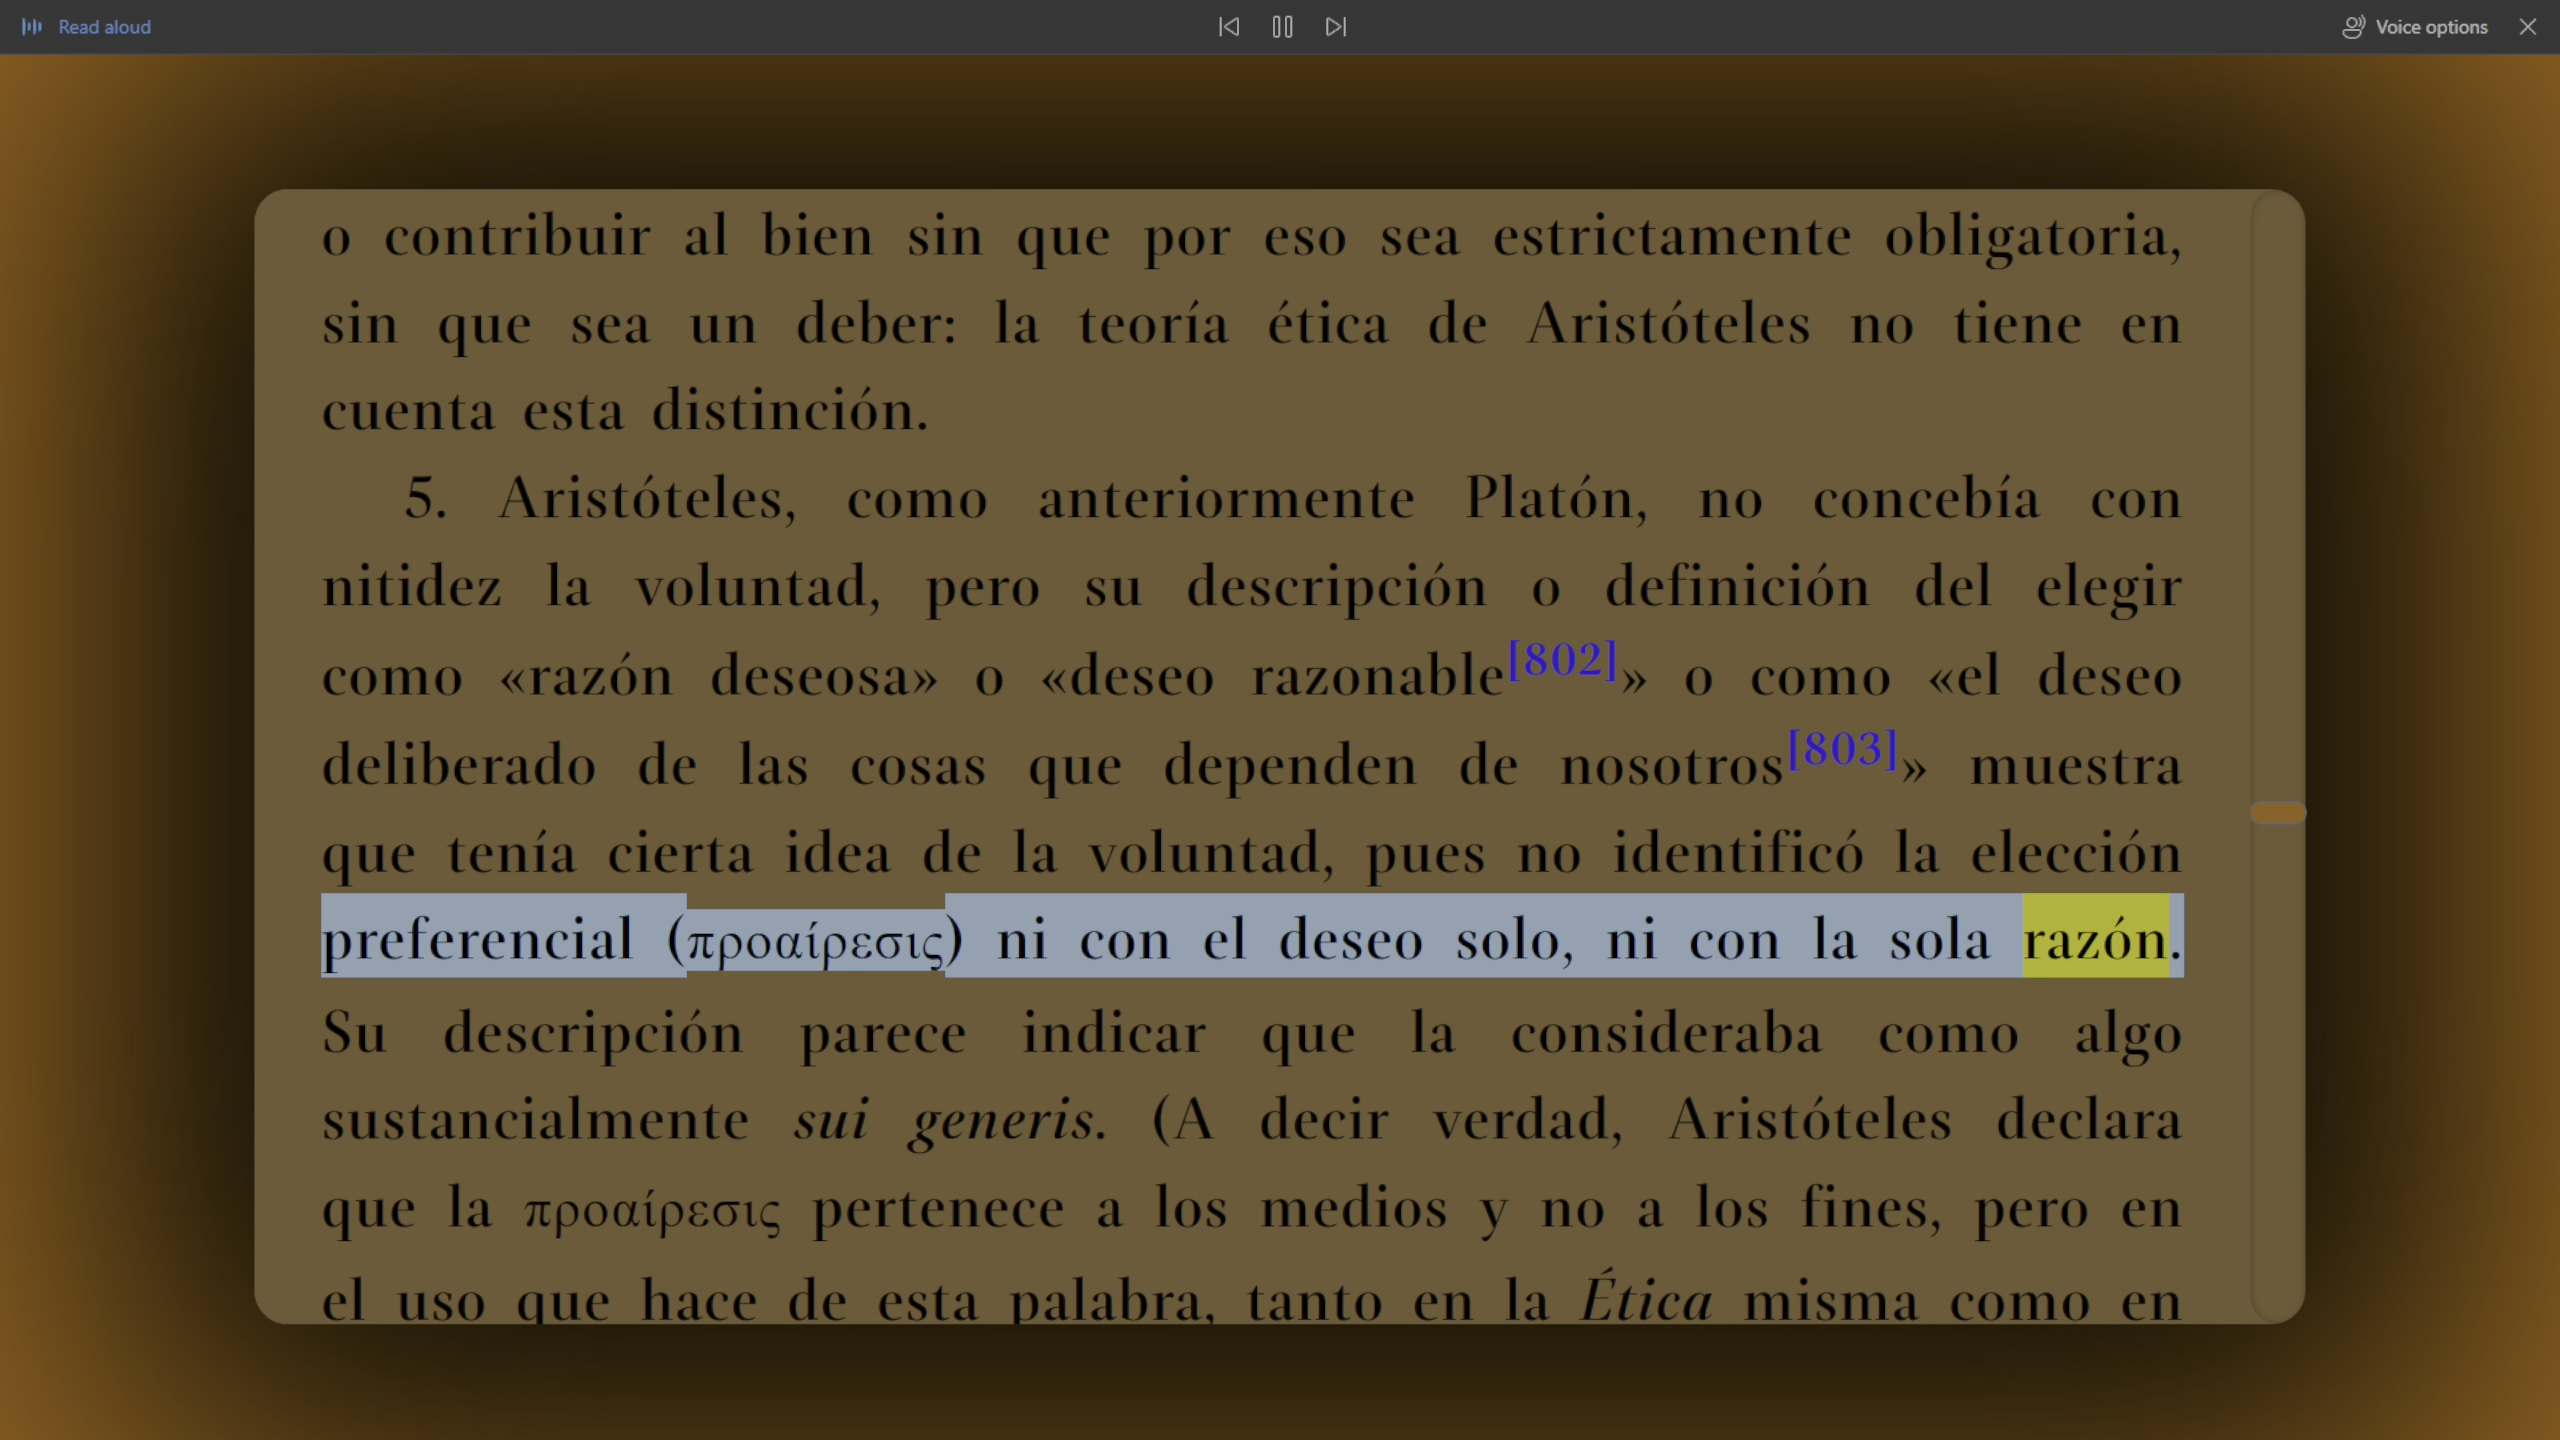 Read aloud
Voice options
o contribuir al bien sin que por eso sea estrictamente obligatoria,
sin que sea un deber: la teoría ética de Aristóteles no tiene en
cuenta esta distinción.
5. Aristóteles, como anteriormente Platón, no concebía con
nitidez la voluntad, pero su descripción o definición del elegir
como «razón deseosa» o «deseo razonable[802]» o como «el deseo
deliberado de las cosas que dependen de nosotros[803]» muestra
que tenía cierta idea de la voluntad, pues no identificó la elección
preferencial (προαίρεσις) ni con el deseo solo, ni con la sola razón.
Su descripción parece indicar que la consideraba como algo
sustancialmente sui generis. (A decir verdad, Aristóteles declara
que la προαίρεσις pertenece a los medios y no a los fines, pero en
el uso que hace de esta palabra, tanto en la Ética misma como en